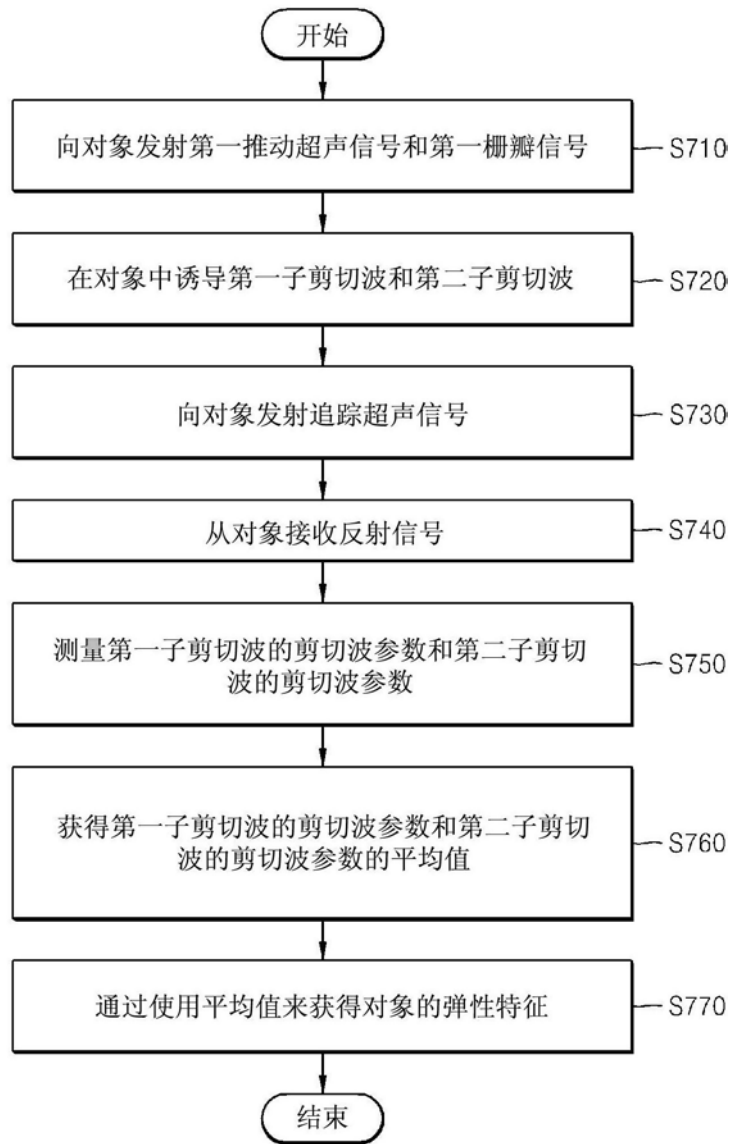 开始
向对象发射第一推动超声信号和第一栅瓣信号
S710
在对象中诱导第一子剪切波和第二子剪切波
S720
向对象发射追踪超声信号
S730
从对象接收反射信号
S740
测量第一子剪切波的剪切波参数和第二子剪切
波的剪切波参数
S750
获得第一子剪切波的剪切波参数和第二子剪切
波的剪切波参数的平均值
S760
通过使用平均值来获得对象的弹性特征
S770
结束